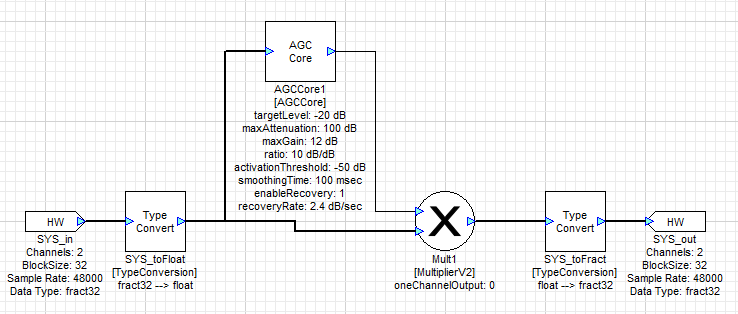 AGC
Core
AGCCore1
[AGCCore]
targetLevel: -20 dB
maxAttenuation: 100 dB
maxGain: 12 dB
ratio: 10 dB/dB
activationThreshold: -50 dB
smoothingTime: 100 msec
enableRecovery: 1
recoveryRate: 2.4 dB/sec
HW
SYS_in
Channels: 2
BlockSize: 32
Sample Rate: 48000
Data Type: fract32
Type
Convert
SYS_toFloat
[TypeConversion]
fract32 --> float
X
Mult1
[MultiplierV2]
oneChannelOutput: 0
Type
Convert
SYS_toFract
[TypeConversion]
float --> fract32
HW
SYS_out
Channels: 2
BlockSize: 32
Sample Rate: 48000
Data Type: fract32